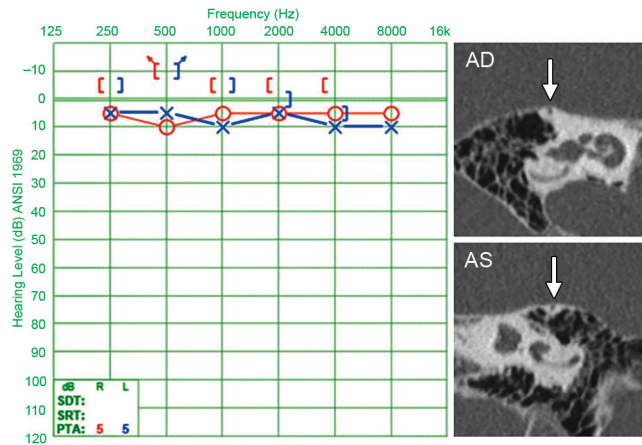 Frequency (Hz)
125 250 500 1000 2000 4000 8000 16k
Hearing Level (dB) ANSI 1969
–10
0
10
20
30
40
50
60
70
80
90
100
110
120
dB R L
SDT:
SRT:
PTA: 5 5
AD
AS